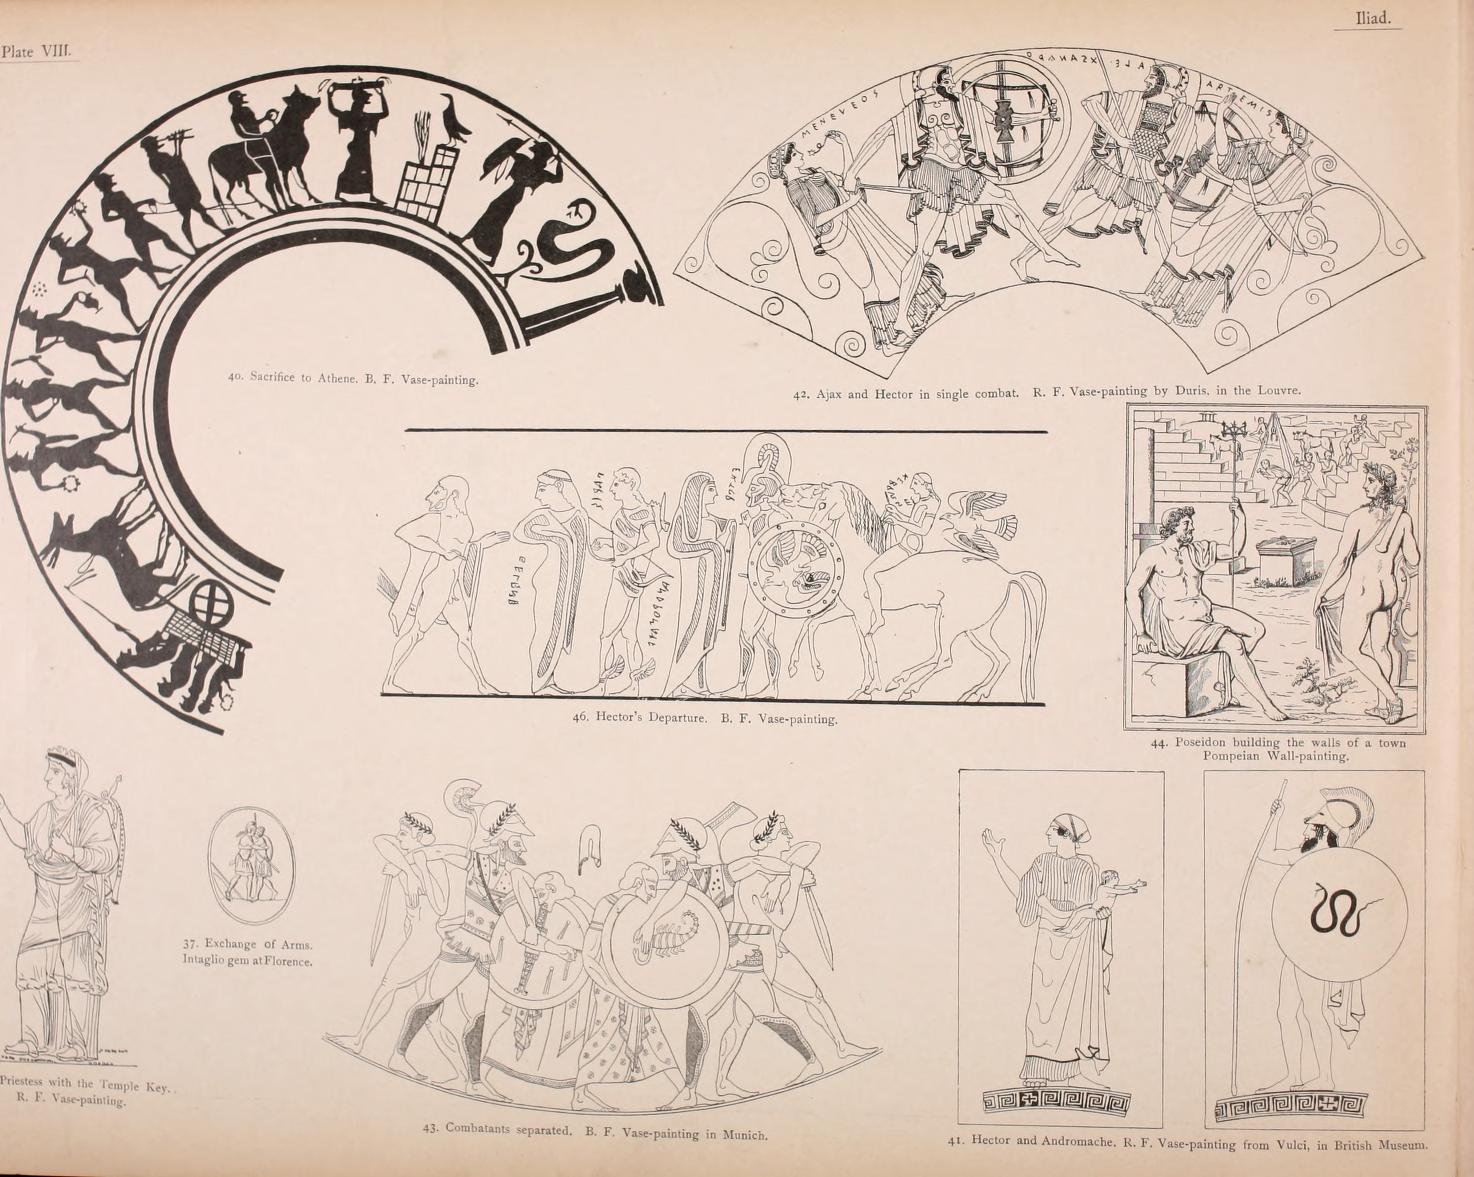 Plate VIII.
Iliad.
MENEVEOS
ARTEMIS
40. Sacrifice to Athene. B. F. Vase-painting.
42. Ajax and Hector in single combat. R. F. Vase-painting by Duris, in the Louvre.
46. Hector's Departure. B. F. Vase-painting.
44. Poseidon building the walls of a town
Pompeian Wall-painting.
37. Exchange of Arms.
Intaglio gem at Florence.
Priestess with the Temple Key.
R. F. Vase-painting.
43. Combatants separated. B. F. Vase-painting in Munich.
41. Hector and Andromache. R. F. Vase-painting from Vulci, in British Museum.